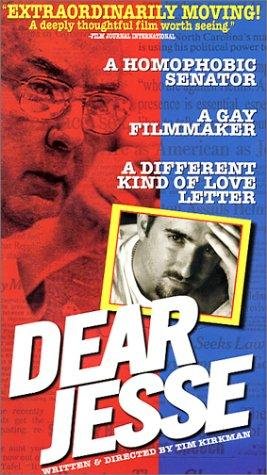 "EXTRAORDINARILY MOVING!
A deeply thoughtful film worth seeing."
-FILM JOURNAL INTERNATIONAL
A HOMOPHOBIC
SENATOR
A GAY
FILMMAKER
A DIFFERENT
KIND OF LOVE
LETTER
DEAR
JESSE
WRITTEN & DIRECTED BY TIM KIRKMAN